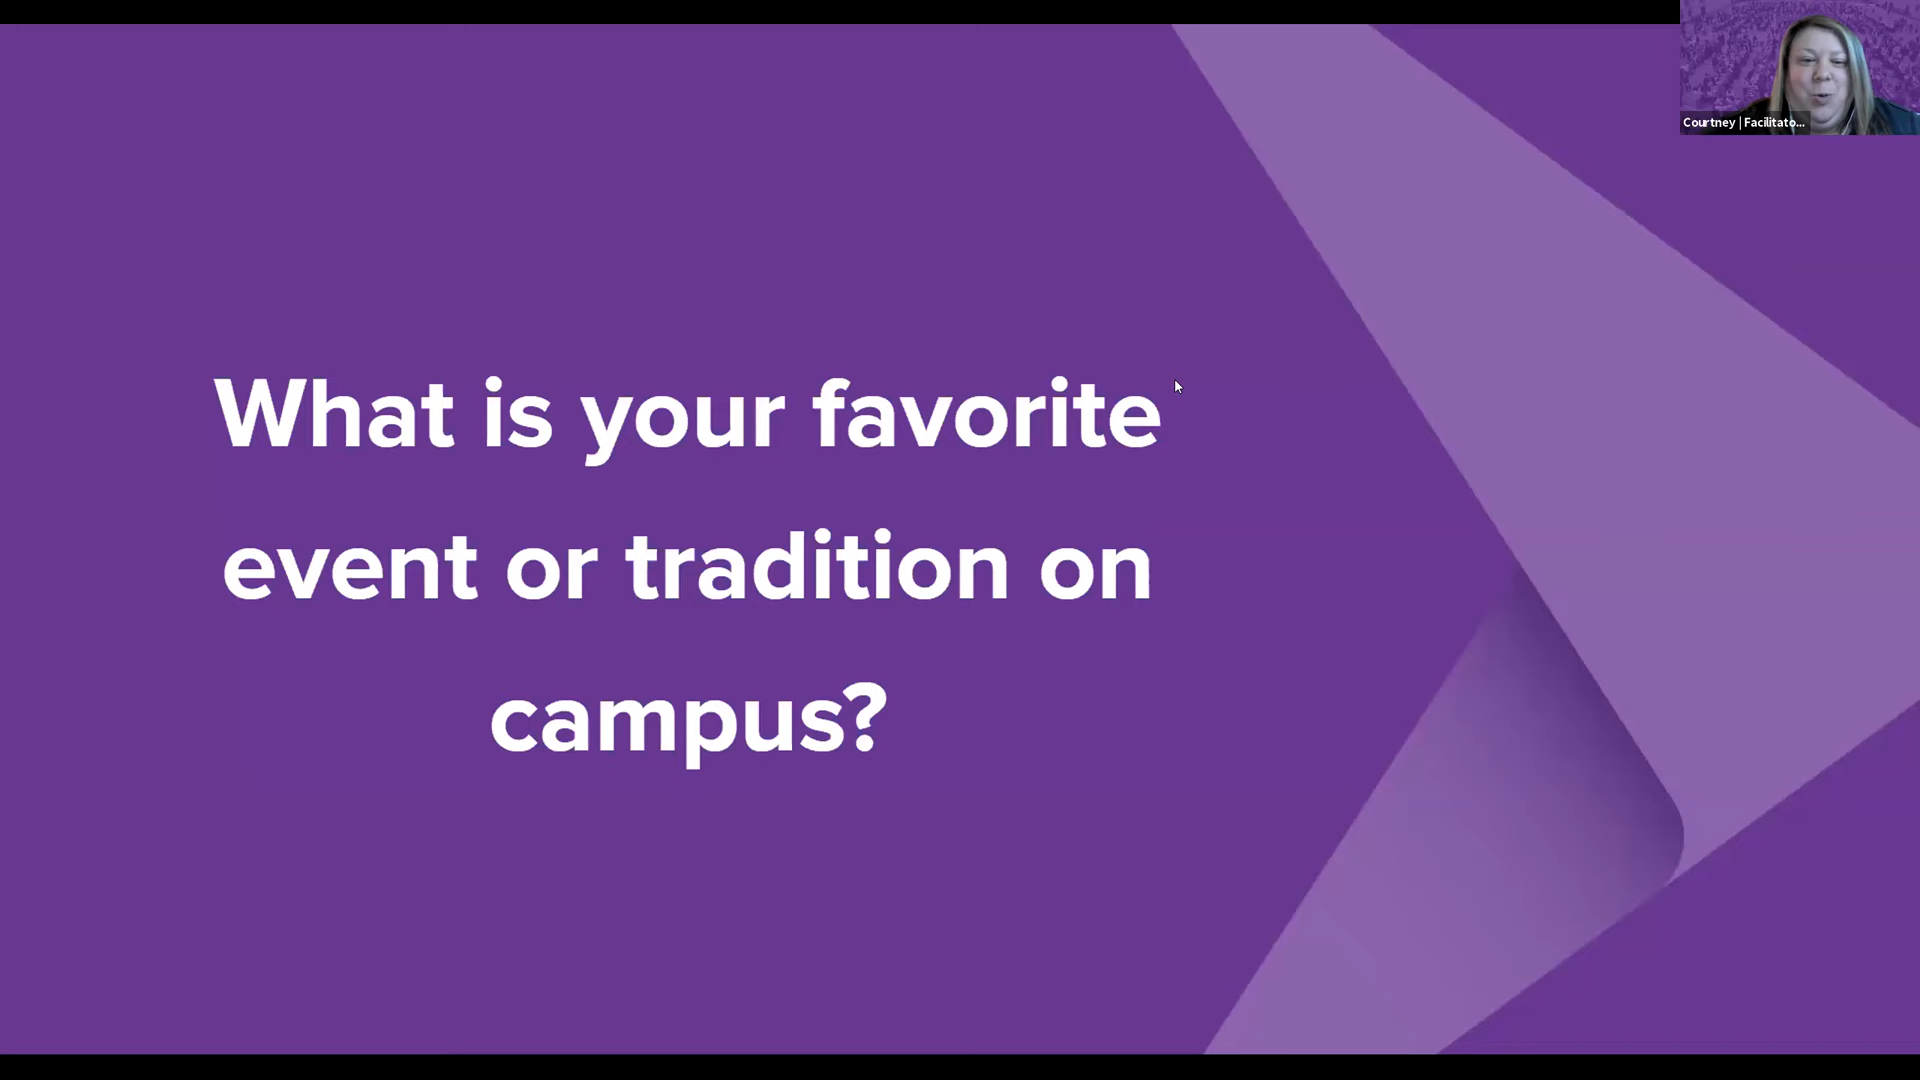 Courtney | Facilitato...
What is your favorite
event or tradition on
campus?